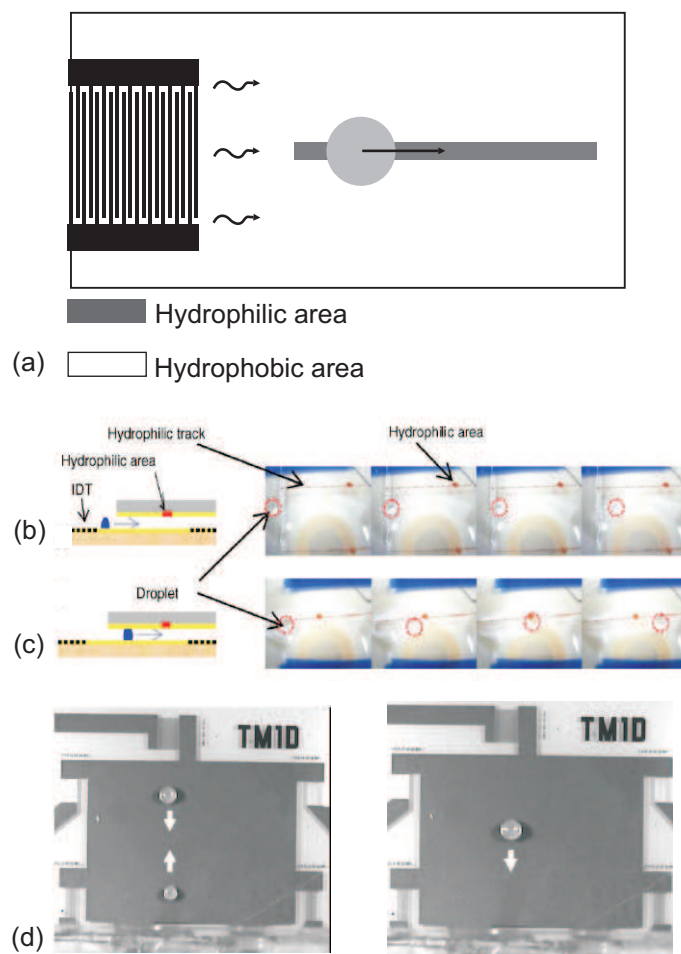 Hydrophilic area
(a) Hydrophobic area
Hydrophilic track
Hydrophilic area
Hydrophilic area
IDT
(b)
Droplet
(c)
TM1D
TM1D
(d)